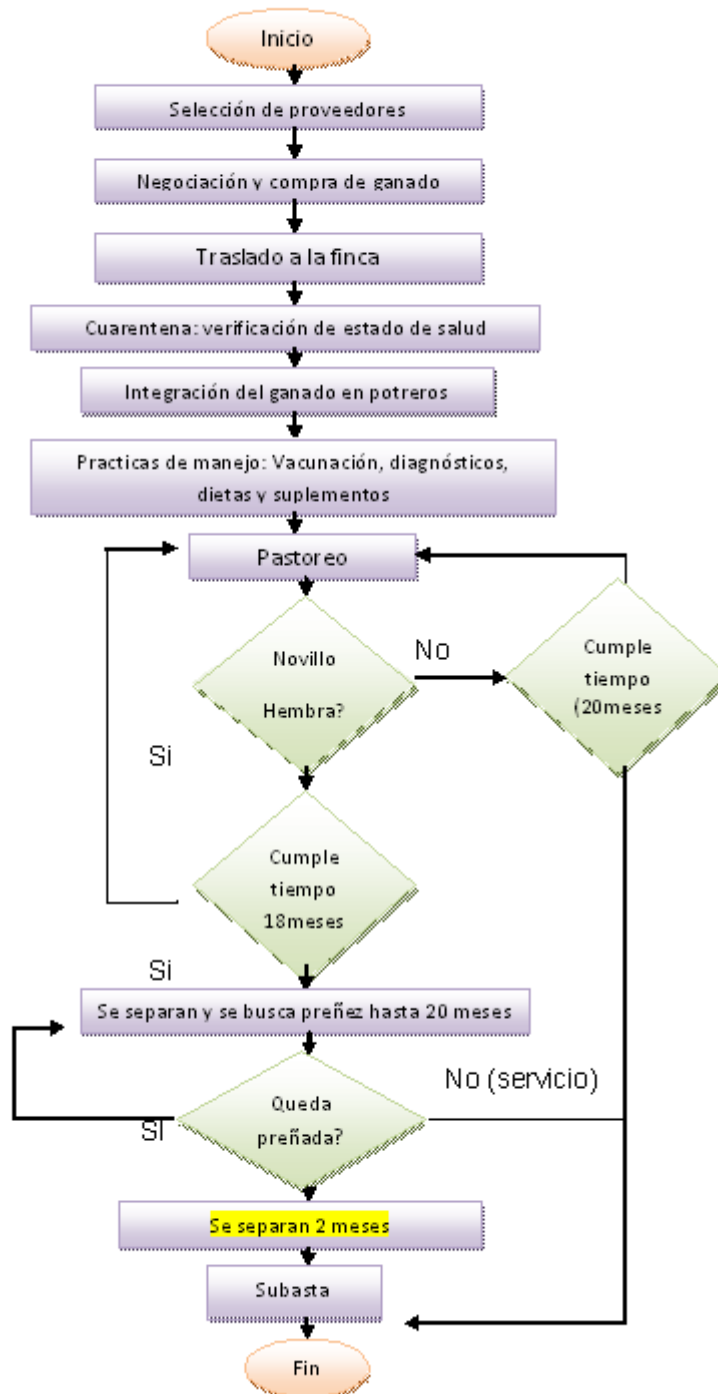 Inicio
Selección de proveedores
Negociación y compra de ganado
Traslado a la finca
Cuarentena: verificación de estado de salud
Integración del ganado en potreros
Practicas de manejo: Vacunación, diagnósticos,
dietas y suplementos
Pastoreo
Novillo
Hembra?
No
Cumple
tiempo
(20meses
Si
Cumple
tiempo
18meses
Si
Se separan y se busca preñez hasta 20 meses
Queda
preñada?
No (servicio)
SI
Se separan 2 meses
Subasta
Fin